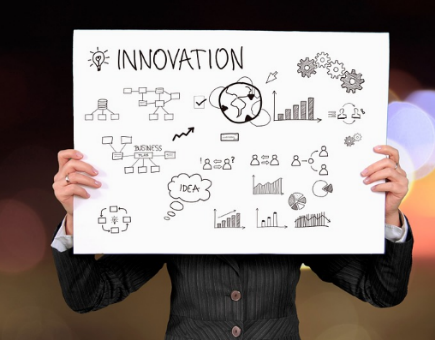 INNOVATION
BUSINESS
PLAN
! ?
IDEA